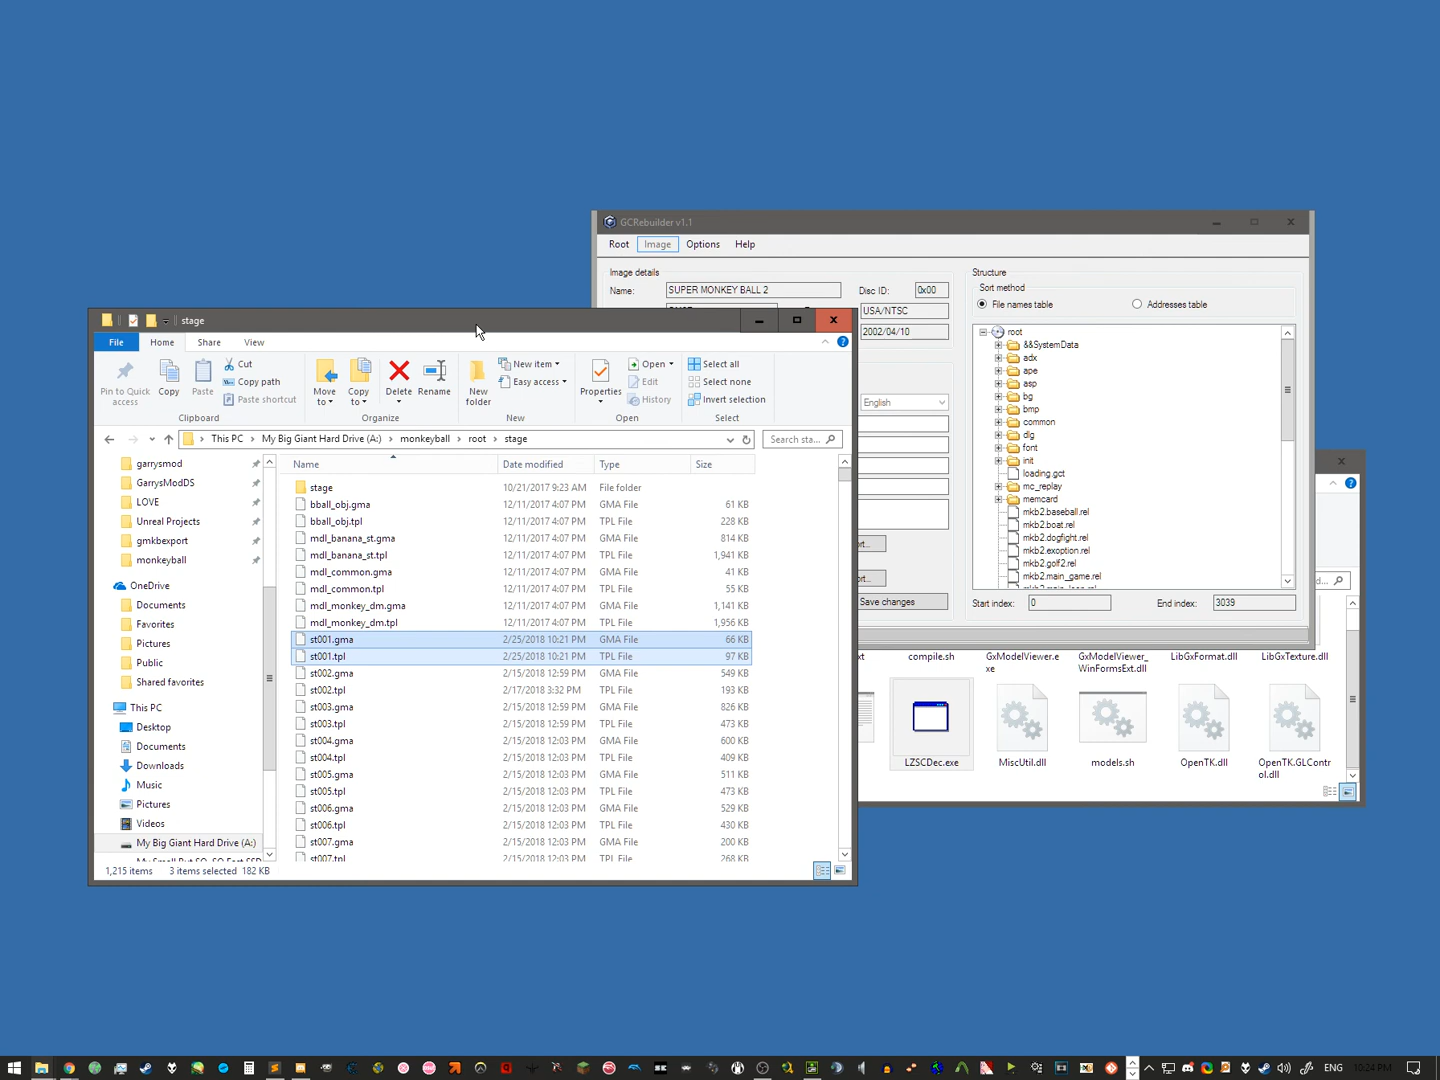 GCRebuilder v1.1
Root Image Options Help
Image details
Name: SUPER MONKEY BALL 2 Disc ID: 0x00
USA/NTSC
2002/04/10
English
Save changes
Structure
Sort method
File names table Addresses table
root
&&SystemData
adx
ape
asp
bg
bmp
common
dlg
font
init
loading.gct
mc_replay
memcard
mkb2.baseball.rel
mkb2.boat.rel
mkb2.dogfight.rel
mkb2.exoption.rel
mkb2.golf2.rel
mkb2.main_game.rel
Start index: 0 End index: 3039
stage
File Home Share View
Pin to Quick access
Copy
Paste
Cut
Copy path
Paste shortcut
Clipboard
Move to
Copy to
Delete
Rename
Organize
New folder
New item
Easy access
New
Properties
Open
Edit
History
Open
Select all
Select none
Invert selection
Select
This PC My Big Giant Hard Drive (A:) monkeyball root stage
Search sta...
garrysmod
GarrysModDS
LOVE
Unreal Projects
gmkbexport
monkeyball
OneDrive
Documents
Favorites
Pictures
Public
Shared favorites
This PC
Desktop
Documents
Downloads
Music
Pictures
Videos
My Big Giant Hard Drive (A:)
Name Date modified Type Size
stage 10/21/2017 9:23 AM File folder
bball_obj.gma 12/11/2017 4:07 PM GMA File 61 KB
bball_obj.tpl 12/11/2017 4:07 PM TPL File 228 KB
mdl_banana_st.gma 12/11/2017 4:07 PM GMA File 814 KB
mdl_banana_st.tpl 12/11/2017 4:07 PM TPL File 1,941 KB
mdl_common.gma 12/11/2017 4:07 PM GMA File 41 KB
mdl_common.tpl 12/11/2017 4:07 PM TPL File 55 KB
mdl_monkey_dm.gma 12/11/2017 4:07 PM GMA File 1,141 KB
mdl_monkey_dm.tpl 12/11/2017 4:07 PM TPL File 1,956 KB
st001.gma 2/25/2018 10:21 PM GMA File 66 KB
st001.tpl 2/25/2018 10:21 PM TPL File 97 KB
st002.gma 2/15/2018 12:59 PM GMA File 549 KB
st002.tpl 2/17/2018 3:32 PM TPL File 193 KB
st003.gma 2/15/2018 12:59 PM GMA File 826 KB
st003.tpl 2/15/2018 12:59 PM TPL File 473 KB
st004.gma 2/15/2018 12:03 PM GMA File 600 KB
st004.tpl 2/15/2018 12:03 PM TPL File 409 KB
st005.gma 2/15/2018 12:03 PM GMA File 511 KB
st005.tpl 2/15/2018 12:03 PM TPL File 473 KB
st006.gma 2/15/2018 12:03 PM GMA File 529 KB
st006.tpl 2/15/2018 12:03 PM TPL File 430 KB
st007.gma 2/15/2018 12:03 PM GMA File 200 KB
st007.tpl 2/15/2018 12:03 PM TPL File 268 KB
1,215 items 3 items selected 182 KB
compile.sh
GxModelViewer.exe
GxModelViewer_WinFormsExt.dll
LibGxFormat.dll
LibGxTexture.dll
LZSCDec.exe
MiscUtil.dll
models.sh
OpenTK.dll
OpenTK.GLControl.dll
ENG 10:24 PM